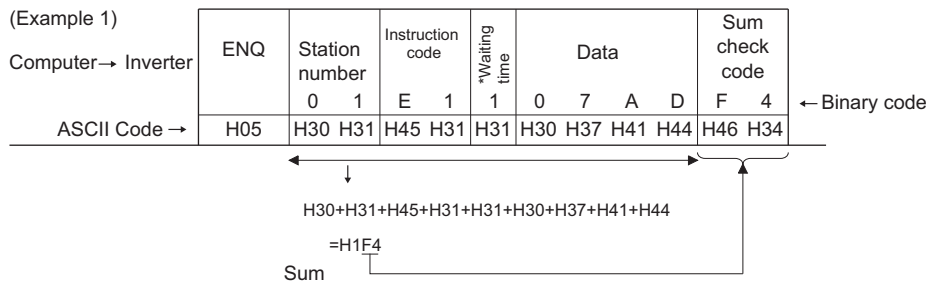 (Example 1)
Computer→ Inverter
ENQ
Station
number
Instruction
code
*Waiting
time
Data
Sum
check
code
0 1 E 1 1 0 7 A D F 4 ←Binary code
ASCII Code → H05 H30 H31 H45 H31 H31 H30 H37 H41 H44 H46 H34
H30+H31+H45+H31+H31+H30+H37+H41+H44
=H1F4
Sum